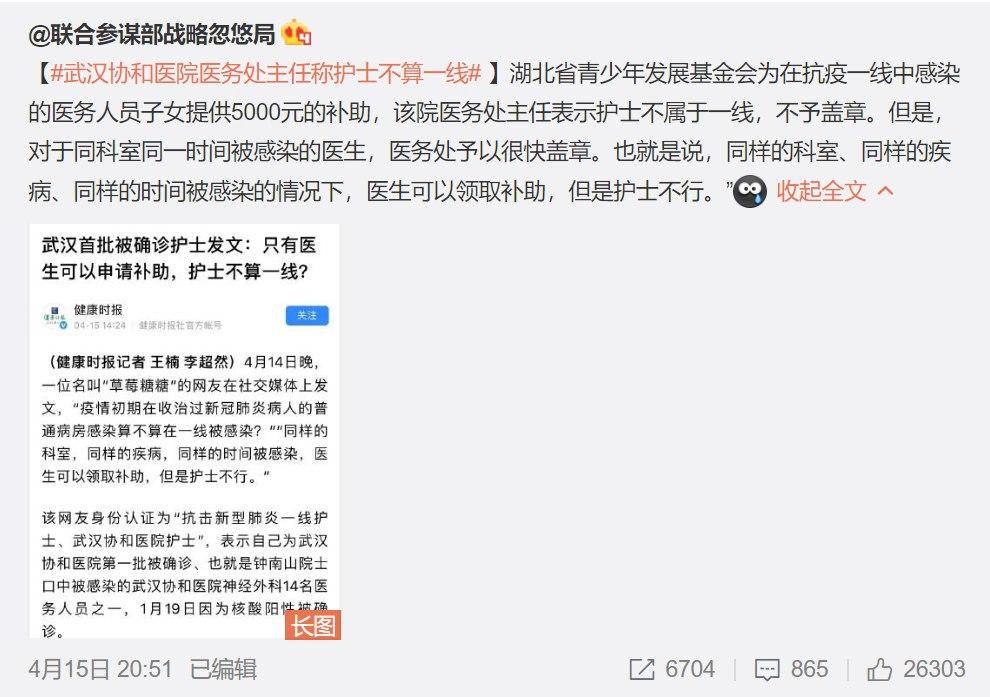 @联合参谋部战略忽悠局
【#武汉协和医院医务处主任称护士不算一线#】湖北省青少年发展基金会为在抗疫一线中感染
的医务人员子女提供5000元的补助，该院医务处主任表示护士不属于一线，不予盖章。但是，
对于同科室同一时间被感染的医生，医务处予以很快盖章。也就是说，同样的科室、同样的疾
病、同样的时间被感染的情况下，医生可以领取补助，但是护士不行。” 收起全文
武汉首批被确诊护士发文：只有医
生可以申请补助，护士不算一线？
健康时报
04-15 14:24 健康时报社官方帐号
关注
（健康时报记者 王楠 李超然）4月14日晚，
一位名叫“草莓糖糖”的网友在社交媒体上发
文，“疫情初期在收治过新冠肺炎病人的普
通病房感染算不算在一线被感染？”“同样的
科室，同样的疾病，同样的时间被感染，医
生可以领取补助，但是护士不行。”
该网友身份认证为“抗击新型肺炎一线护
士、武汉协和医院护士”，表示自己为武汉
协和医院第一批被确诊、也就是钟南山院士
口中被感染的武汉协和医院神经外科14名医
务人员之一，1月19日因为核酸阳性被确
诊。
长图
4月15日 20:51 已编辑
6704 865 26303